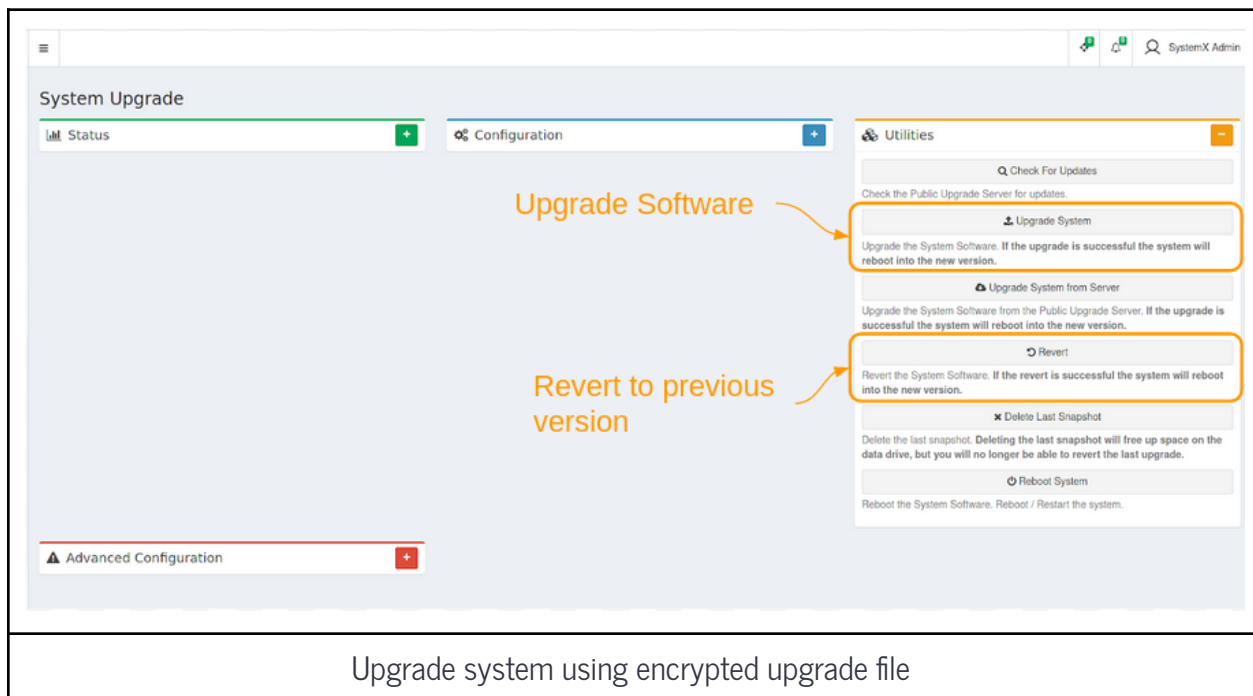 SystemX Admin
System Upgrade
Status
Configuration
Utilities
Check For Updates
Check the Public Upgrade Server for updates.
Upgrade Software
Upgrade System
Upgrade the System Software. If the upgrade is successful the system will
reboot into the new version.
Upgrade System from Server
Upgrade the System Software from the Public Upgrade Server. If the upgrade is
successful the system will reboot into the new version.
Revert
Revert to previous
version
Revert the System Software. If the revert is successful the system will reboot
into the new version.
Delete Last Snapshot
Delete the last snapshot. Deleting the last snapshot will free up space on the
data drive, but you will no longer be able to revert the last upgrade.
Reboot System
Reboot the System Software. Reboot / Restart the system.
Advanced Configuration
Upgrade system using encrypted upgrade file